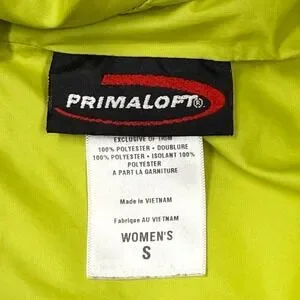 PRIMALOFT®
EXCLUSIVE OF TRIM
100% POLYESTER • DOUBLURE
100% POLYESTER • ISOLANT 100%
POLYESTER
A PART LA GARNITURE
Made in VIETNAM
Fabrique AU VIETNAM
WOMEN'S
S